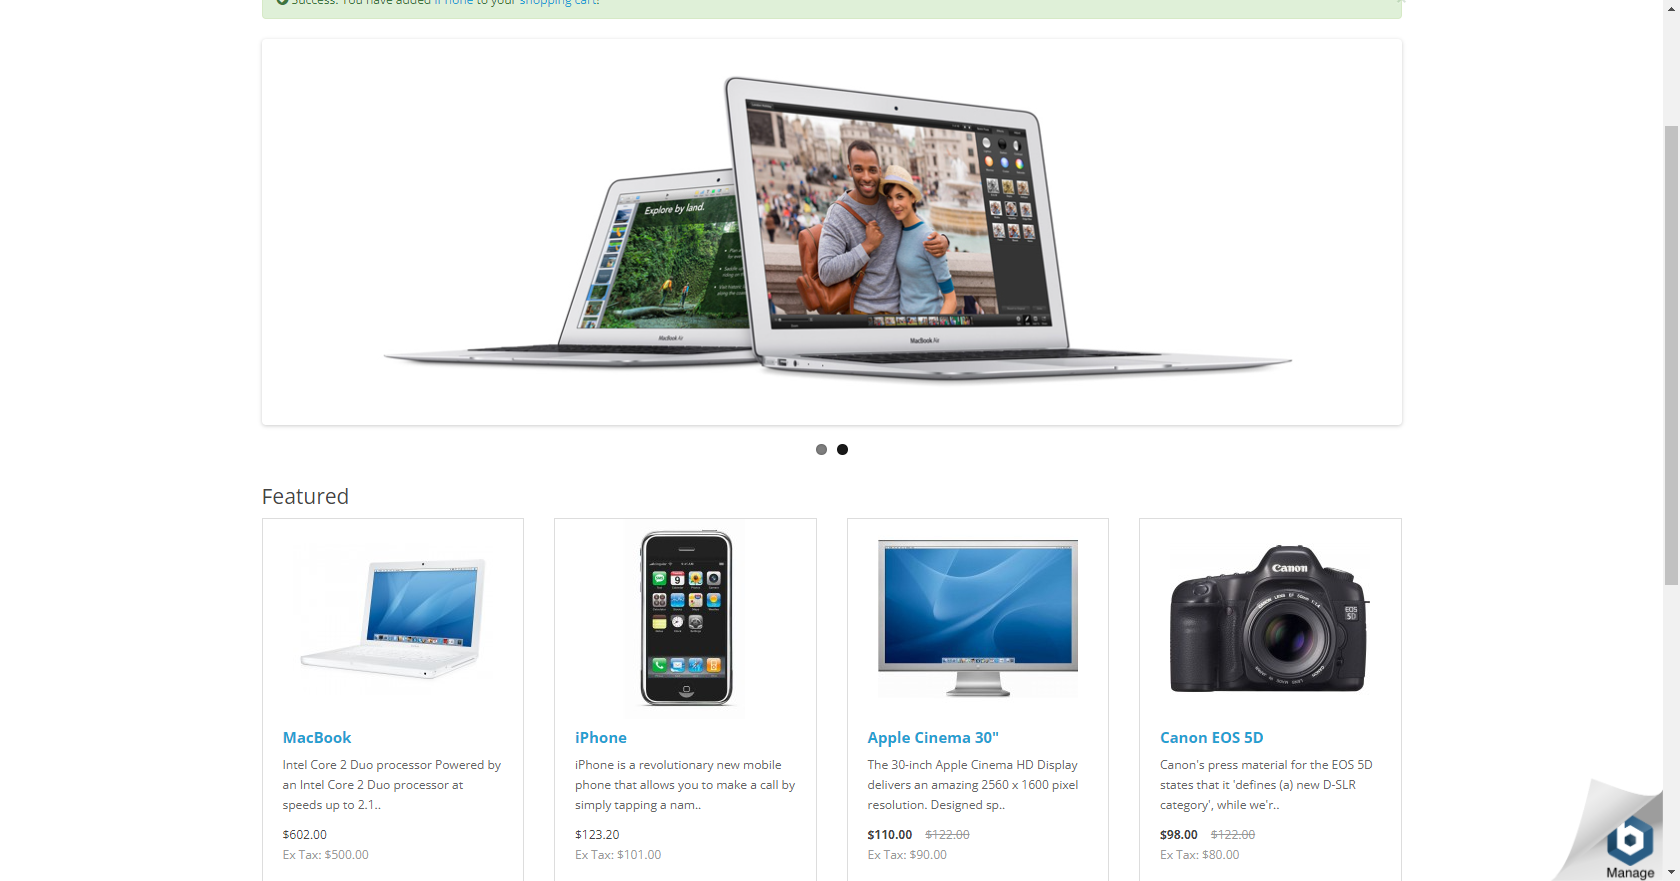 Success: You have added iPhone to your shopping cart!
Explore by land.
MacBook Air
MacBook Air
Featured
Canon
EOS
5D
MacBook
Intel Core 2 Duo processor Powered by
an Intel Core 2 Duo processor at
speeds up to 2.1..
$602.00
Ex Tax: $500.00
iPhone
iPhone is a revolutionary new mobile
phone that allows you to make a call by
simply tapping a nam..
$123.20
Ex Tax: $101.00
Apple Cinema 30"
The 30-inch Apple Cinema HD Display
delivers an amazing 2560 x 1600 pixel
resolution. Designed sp..
$110.00 $122.00
Ex Tax: $90.00
Canon EOS 5D
Canon's press material for the EOS 5D
states that it 'defines (a) new D-SLR
category', while we'r..
$98.00 $122.00
Ex Tax: $80.00
Manage